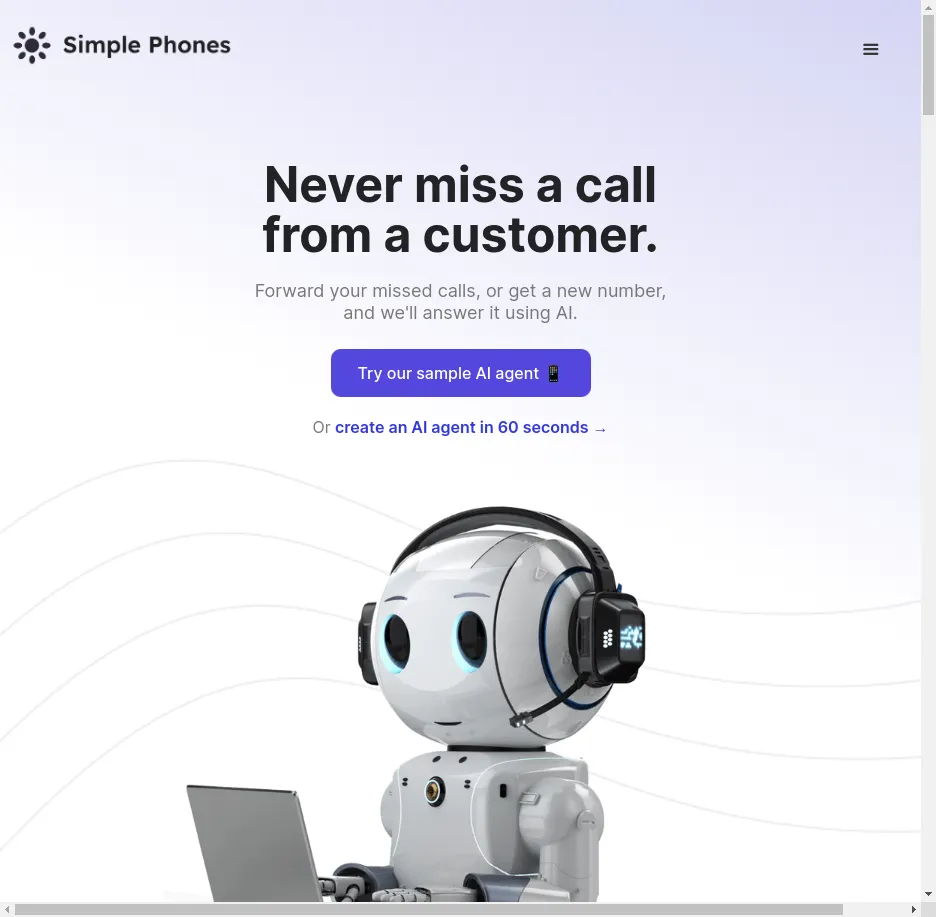 Simple Phones
Never miss a call
from a customer.
Forward your missed calls, or get a new number,
and we'll answer it using AI.
Try our sample AI agent 📱
Or create an AI agent in 60 seconds →